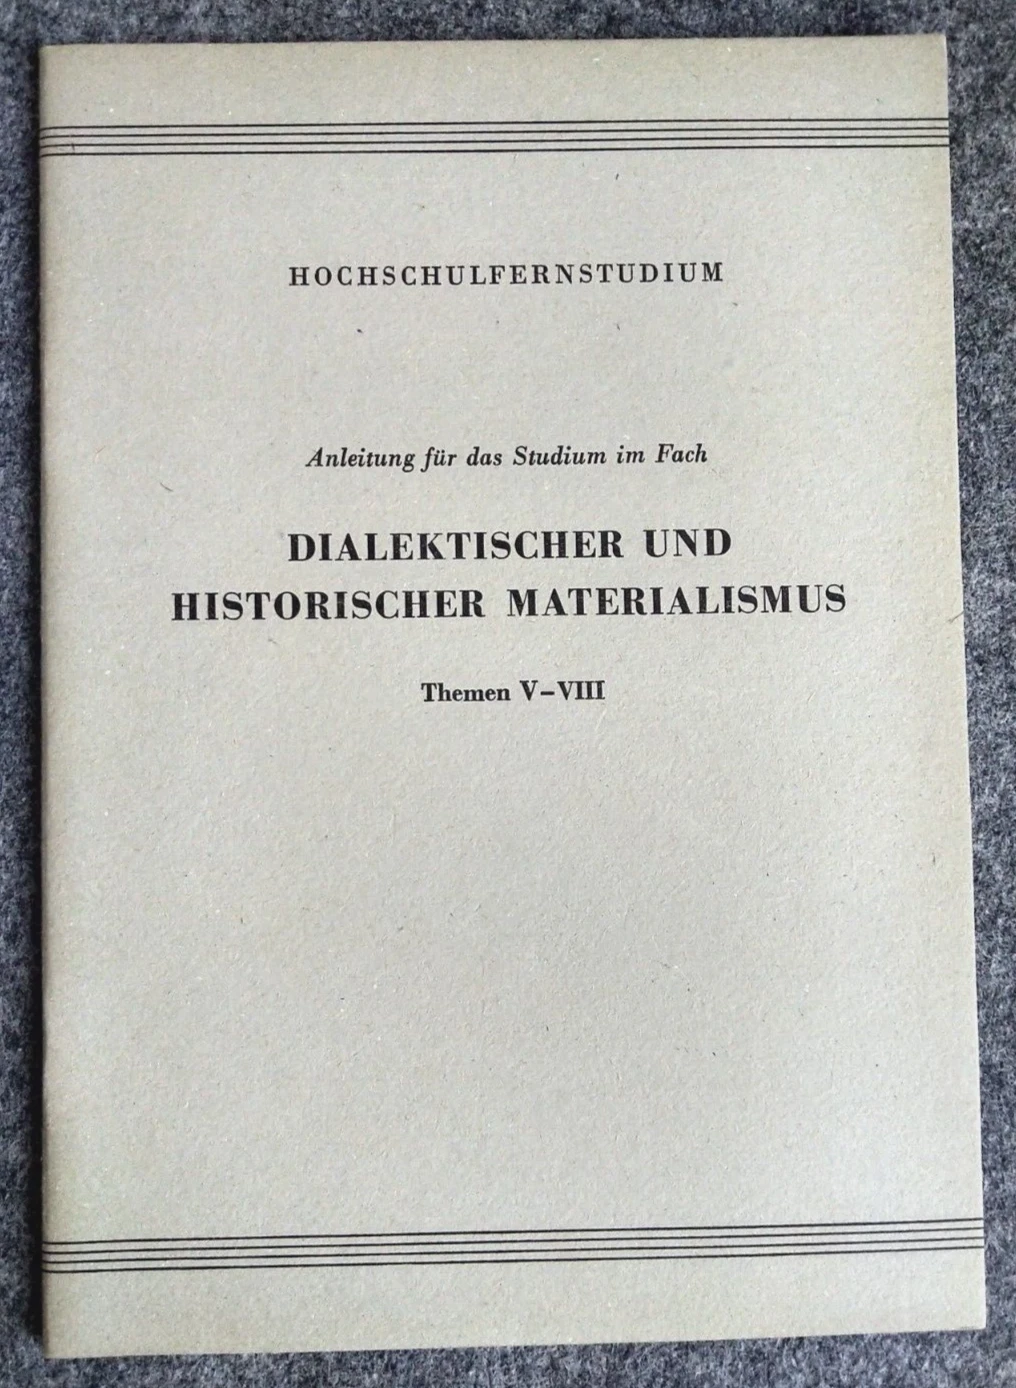 HOCHSCHULFERNSTUDIUM
Anleitung für das Studium im Fach
DIALEKTISCHER UND
HISTORISCHER MATERIALISMUS
Themen V–VIII